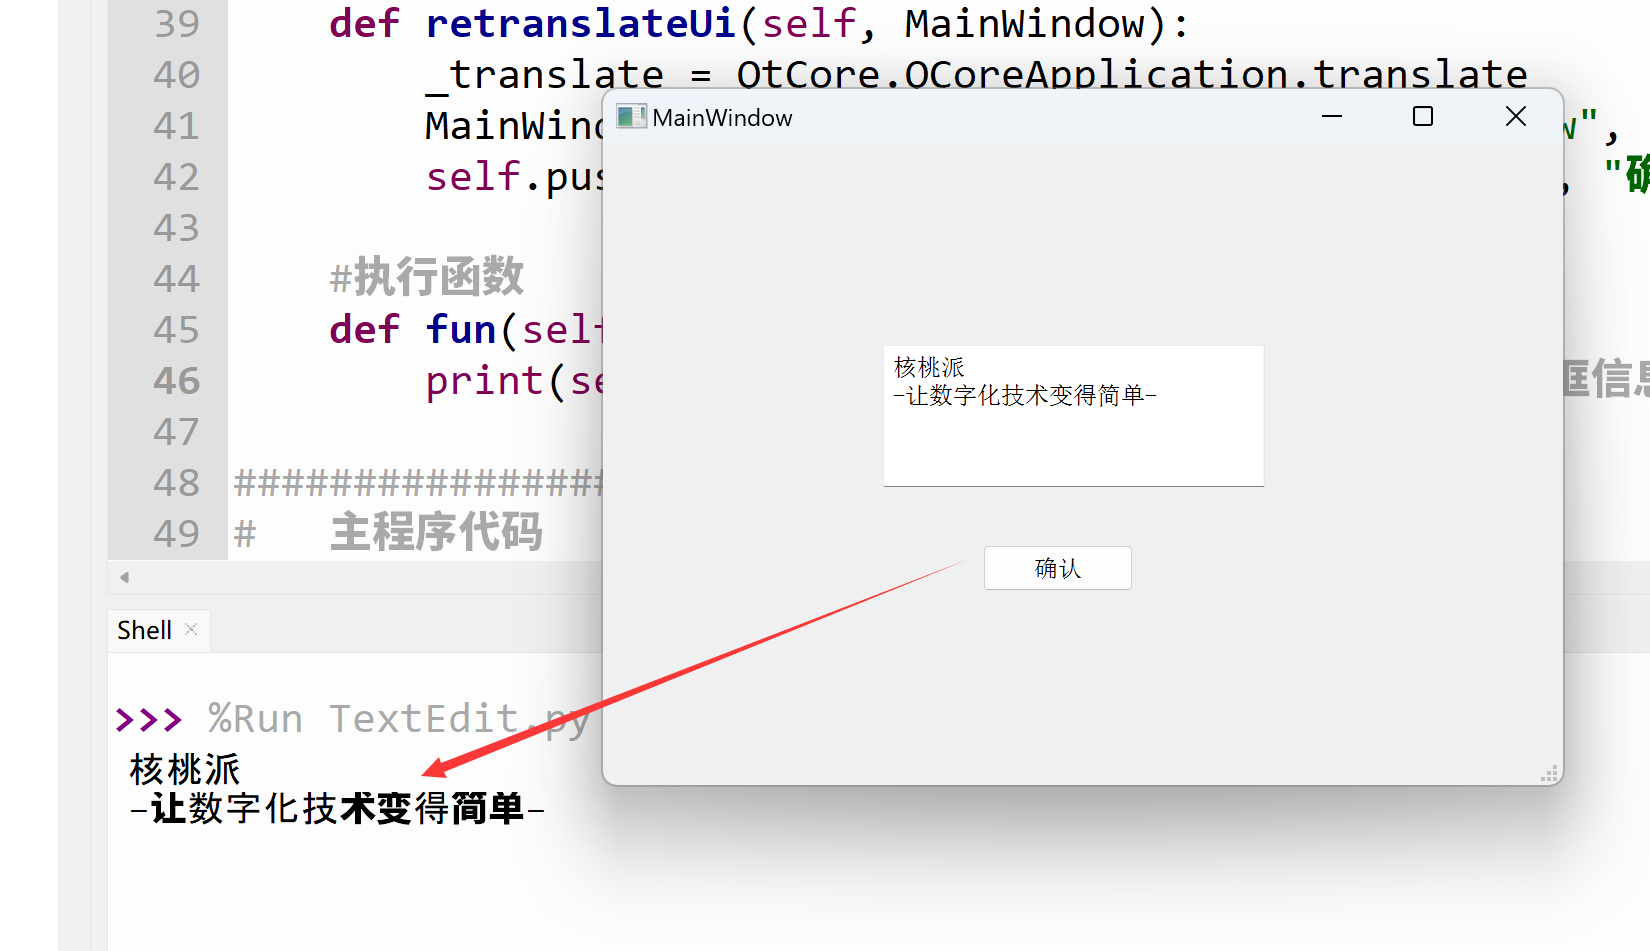 39 def retranslateUi(self, MainWindow):
40 _translate = QtCore.QCoreApplication.translate
41 MainWind w",
42 self.pus , "确
43
44 #执行函数
45 def fun(self
46 print(se 框信息
47
48 ################
49 # 主程序代码
MainWindow
核桃派
-让数字化技术变得简单-
确认
Shell
>>> %Run TextEdit.py
核桃派
-让数字化技术变得简单-